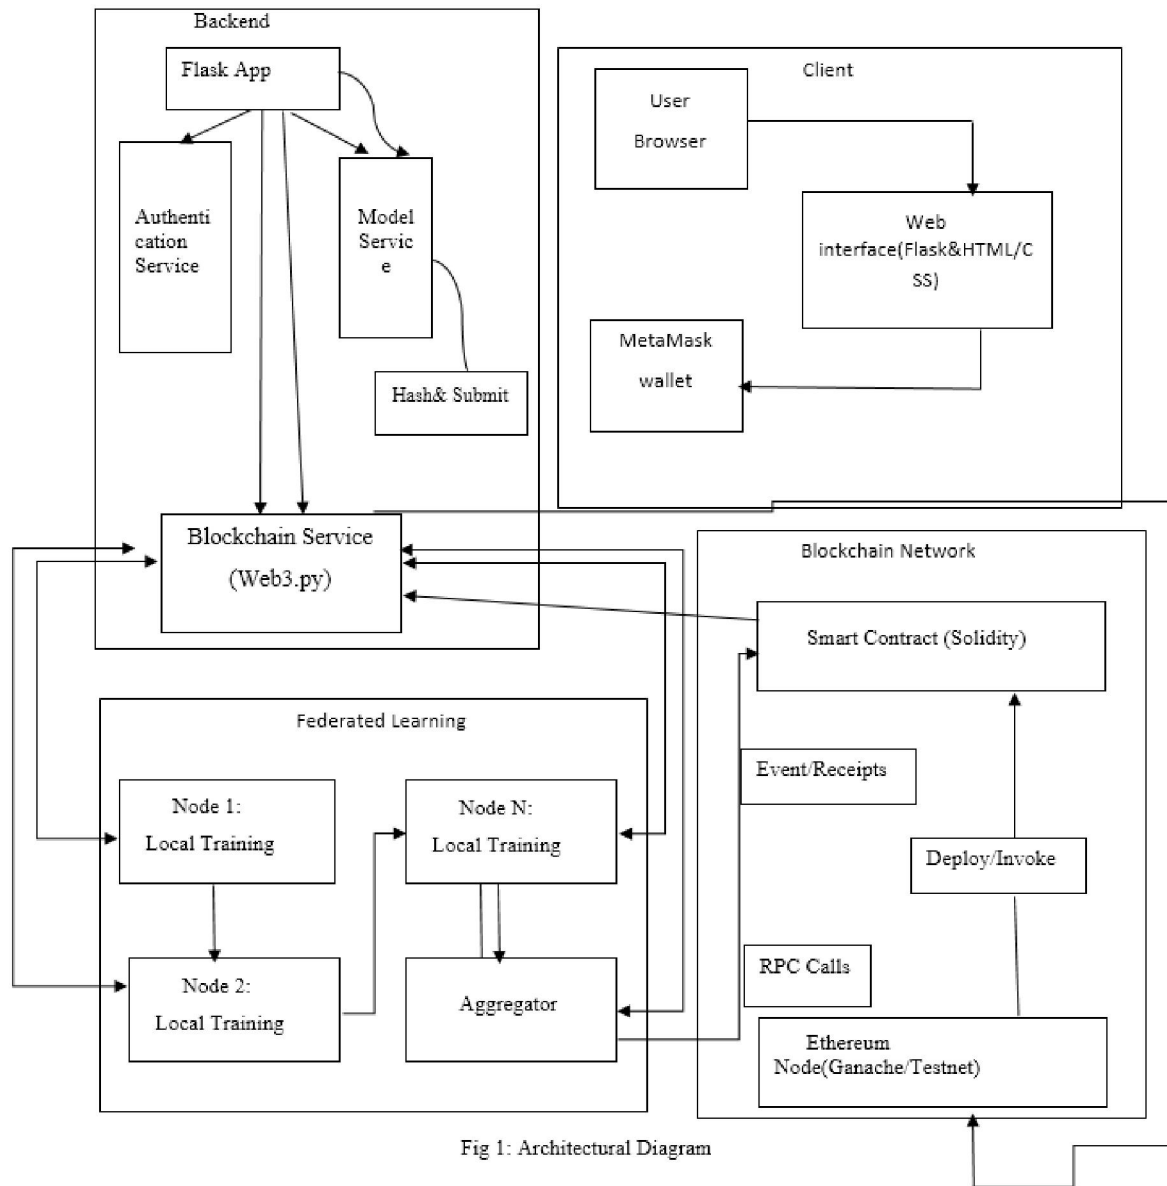 Backend
Flask App
Authenti
cation
Service
Model
Servic
e
Hash& Submit
Blockchain Service
(Web3.py)
Client
User
Browser
Web
interface(Flask&HTML/C
SS)
MetaMask
wallet
Blockchain Network
Smart Contract (Solidity)
Event/Receipts
Deploy/Invoke
RPC Calls
Ethereum
Node(Ganache/Testnet)
Federated Learning
Node 1:
Local Training
Node N:
Local Training
Node 2:
Local Training
Aggregator
Fig 1: Architectural Diagram